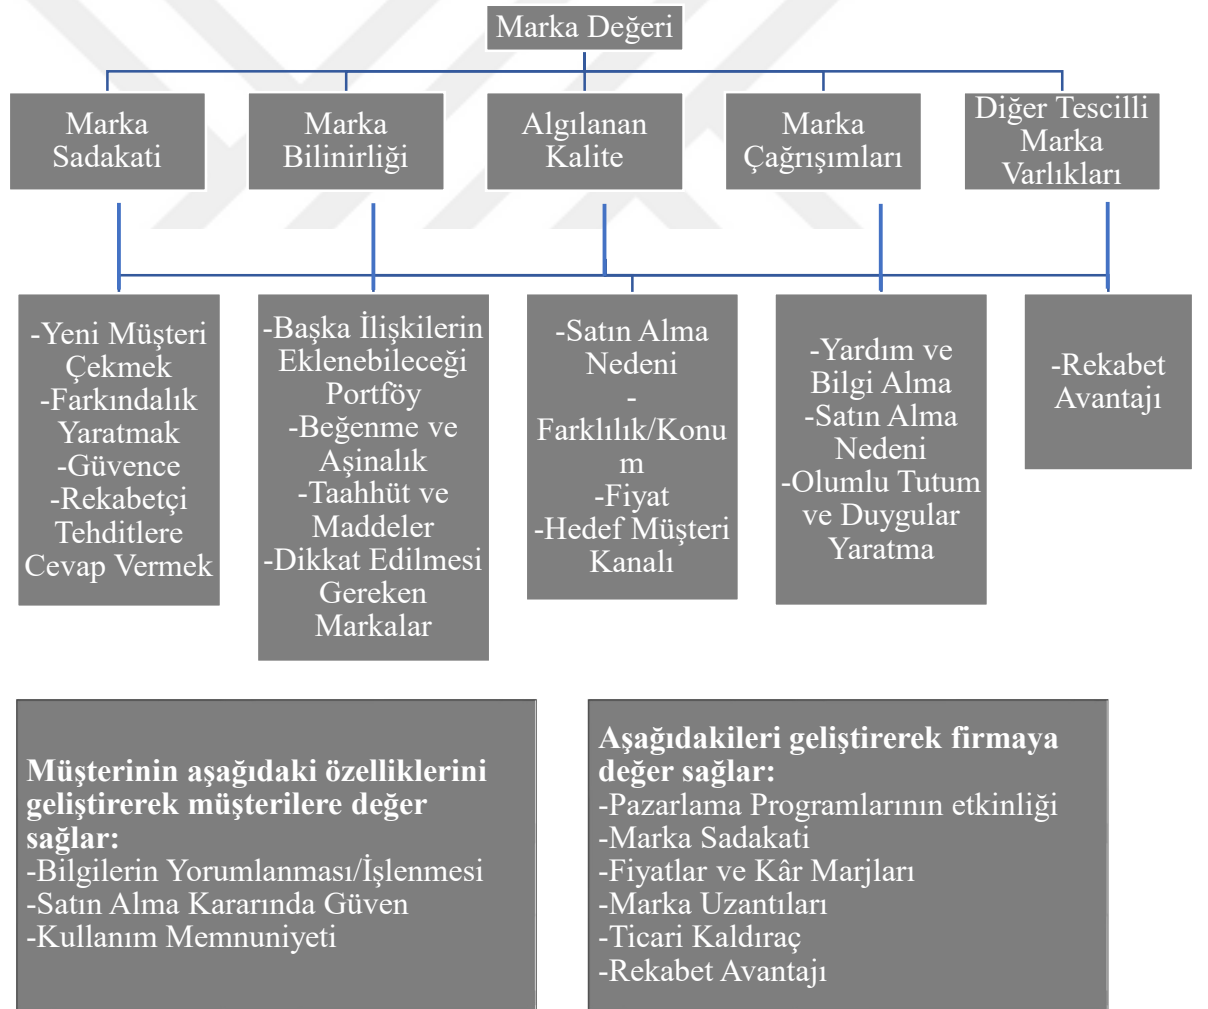 Marka Değeri
Marka
Sadakati
Marka
Bilinirliği
Algılanan
Kalite
Marka
Çağrışımları
Diğer Tescilli
Marka
Varlıkları
-Yeni Müşteri
Çekmek
-Farkındalık
Yaratmak
-Güvence
-Rekabetçi
Tehditlere
Cevap Vermek
-Başka İlişkilerin
Eklenebileceği
Portföy
-Beğenme ve
Aşinalık
-Taahhüt ve
Maddeler
-Dikkat Edilmesi
Gereken
Markalar
-Satın Alma
Nedeni
-
Farklılık/Konu
m
-Fiyat
-Hedef Müşteri
Kanalı
-Yardım ve
Bilgi Alma
-Satın Alma
Nedeni
-Olumlu Tutum
ve Duygular
Yaratma
-Rekabet
Avantajı
Müşterinin aşağıdaki özelliklerini
geliştirerek müşterilere değer
sağlar:
-Bilgilerin Yorumlanması/İşlenmesi
-Satın Alma Kararında Güven
-Kullanım Memnuniyeti
Aşağıdakileri geliştirerek firmaya
değer sağlar:
-Pazarlama Programlarının etkinliği
-Marka Sadakati
-Fiyatlar ve Kâr Marjları
-Marka Uzantıları
-Ticari Kaldıraç
-Rekabet Avantajı